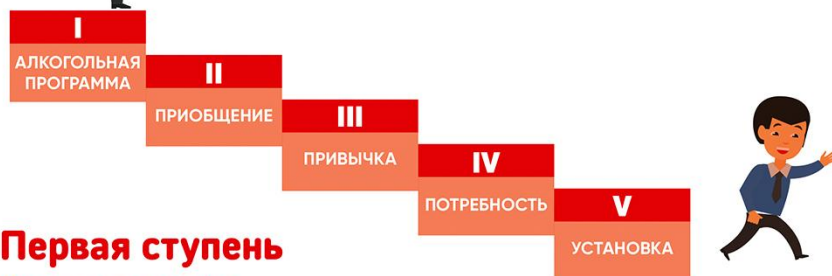 I
АЛКОГОЛЬНАЯ
ПРОГРАММА
II
ПРИОБЩЕНИЕ
III
ПРИВЫЧКА
IV
ПОТРЕБНОСТЬ
V
УСТАНОВКА
Первая ступень